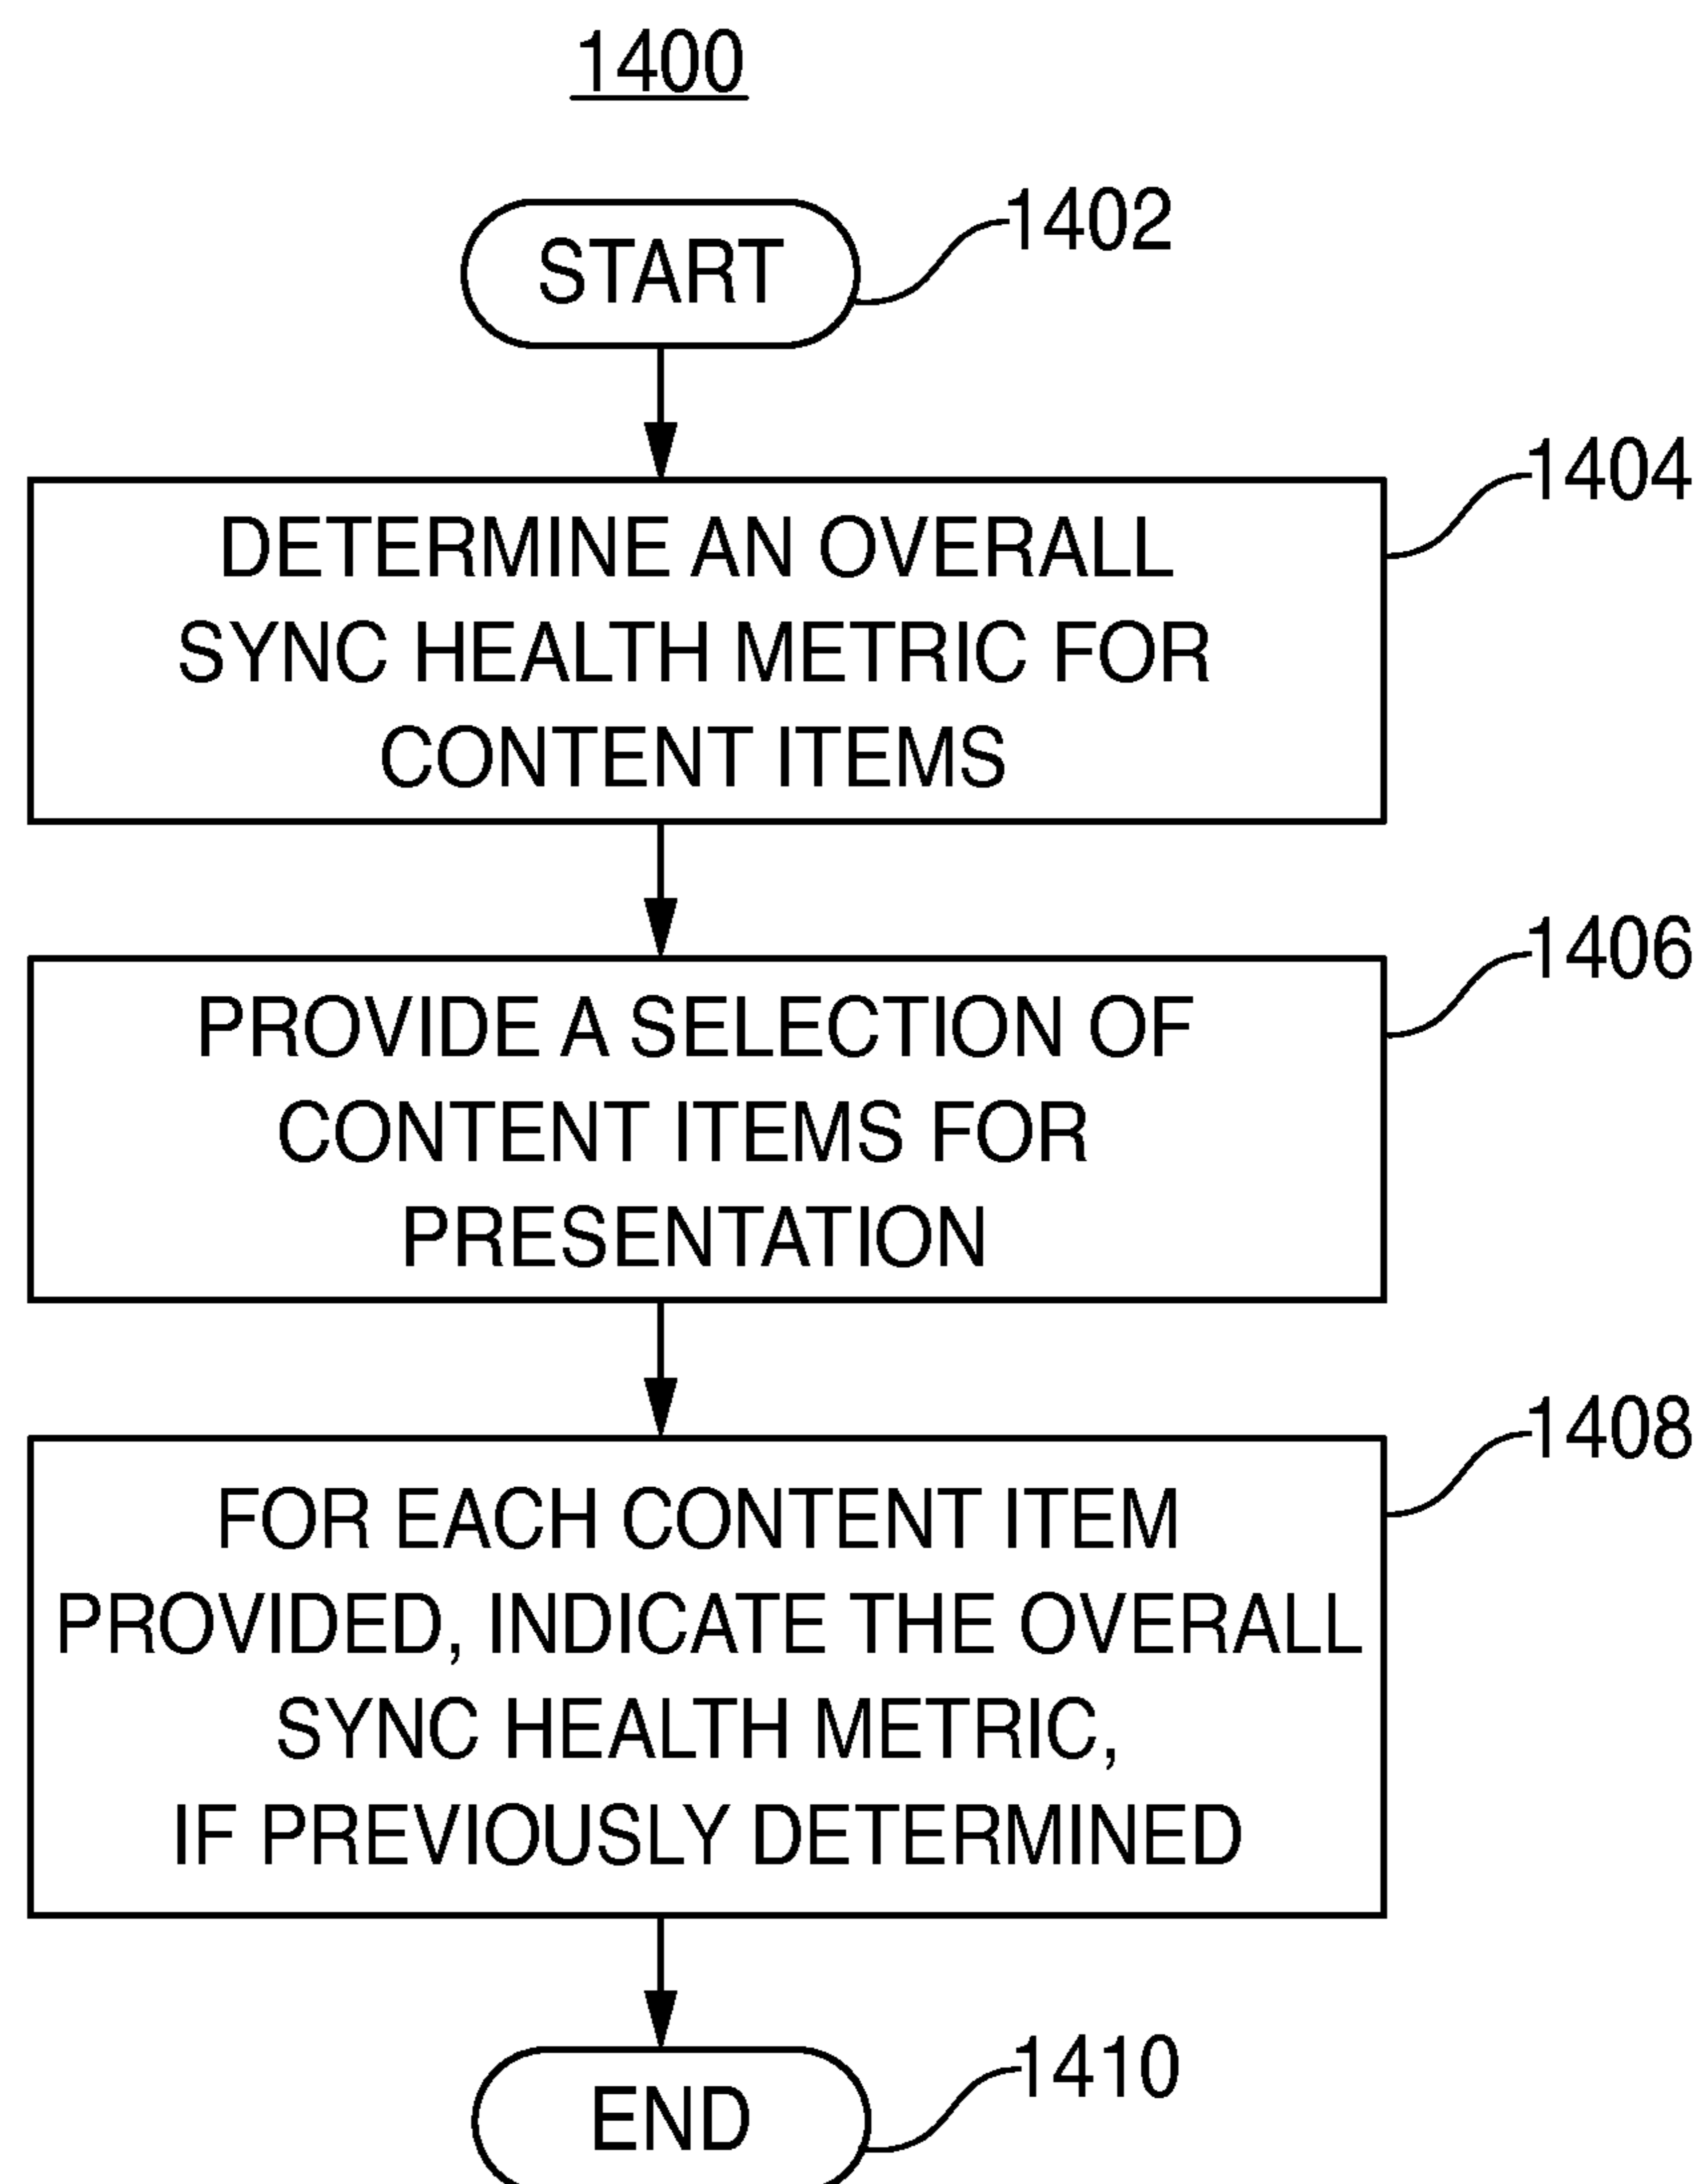 1400
START
1402
1404
DETERMINE AN OVERALL
SYNC HEALTH METRIC FOR
CONTENT ITEMS
1406
PROVIDE A SELECTION OF
CONTENT ITEMS FOR
PRESENTATION
1408
FOR EACH CONTENT ITEM
PROVIDED, INDICATE THE OVERALL
SYNC HEALTH METRIC,
IF PREVIOUSLY DETERMINED
1410
END